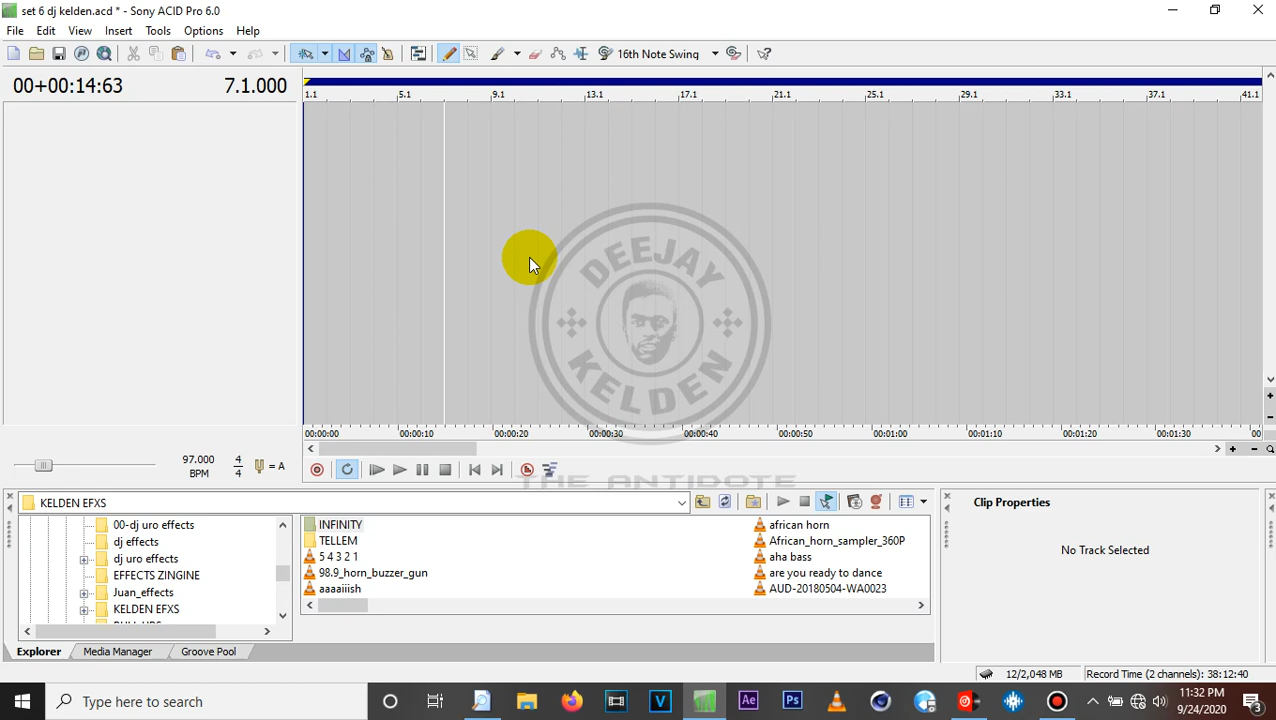 set 6 dj kelden.acd * - Sony ACID Pro 6.0
File Edit View Insert Tools Options Help
16th Note Swing
00+00:14:63 7.1.000
1.1 5.1 9.1 13.1 17.1 21.1 25.1 29.1 33.1 37.1 41.1
DEEJAY
KELDEN
00:00:00 00:00:10 00:00:20 00:00:30 00:00:40 00:00:50 00:01:00 00:01:10 00:01:20 00:01:30 00
97.000
BPM
4
4
= A
THE ANTIDOTE
KELDEN EFXS
00-dj uro effects
dj effects
dj uro effects
EFFECTS ZINGINE
Juan_effects
KELDEN EFXS
INFINITY
TELLEM
5 4 3 2 1
98.9_horn_buzzer_gun
aaaaiiish
african horn
African_horn_sampler_360P
aha bass
are you ready to dance
AUD-20180504-WA0023
Clip Properties
No Track Selected
Explorer Media Manager Groove Pool
12/2,048 MB Record Time (2 channels): 38:12:40
Type here to search
V
Ae
Ps
11:32 PM
9/24/2020
3